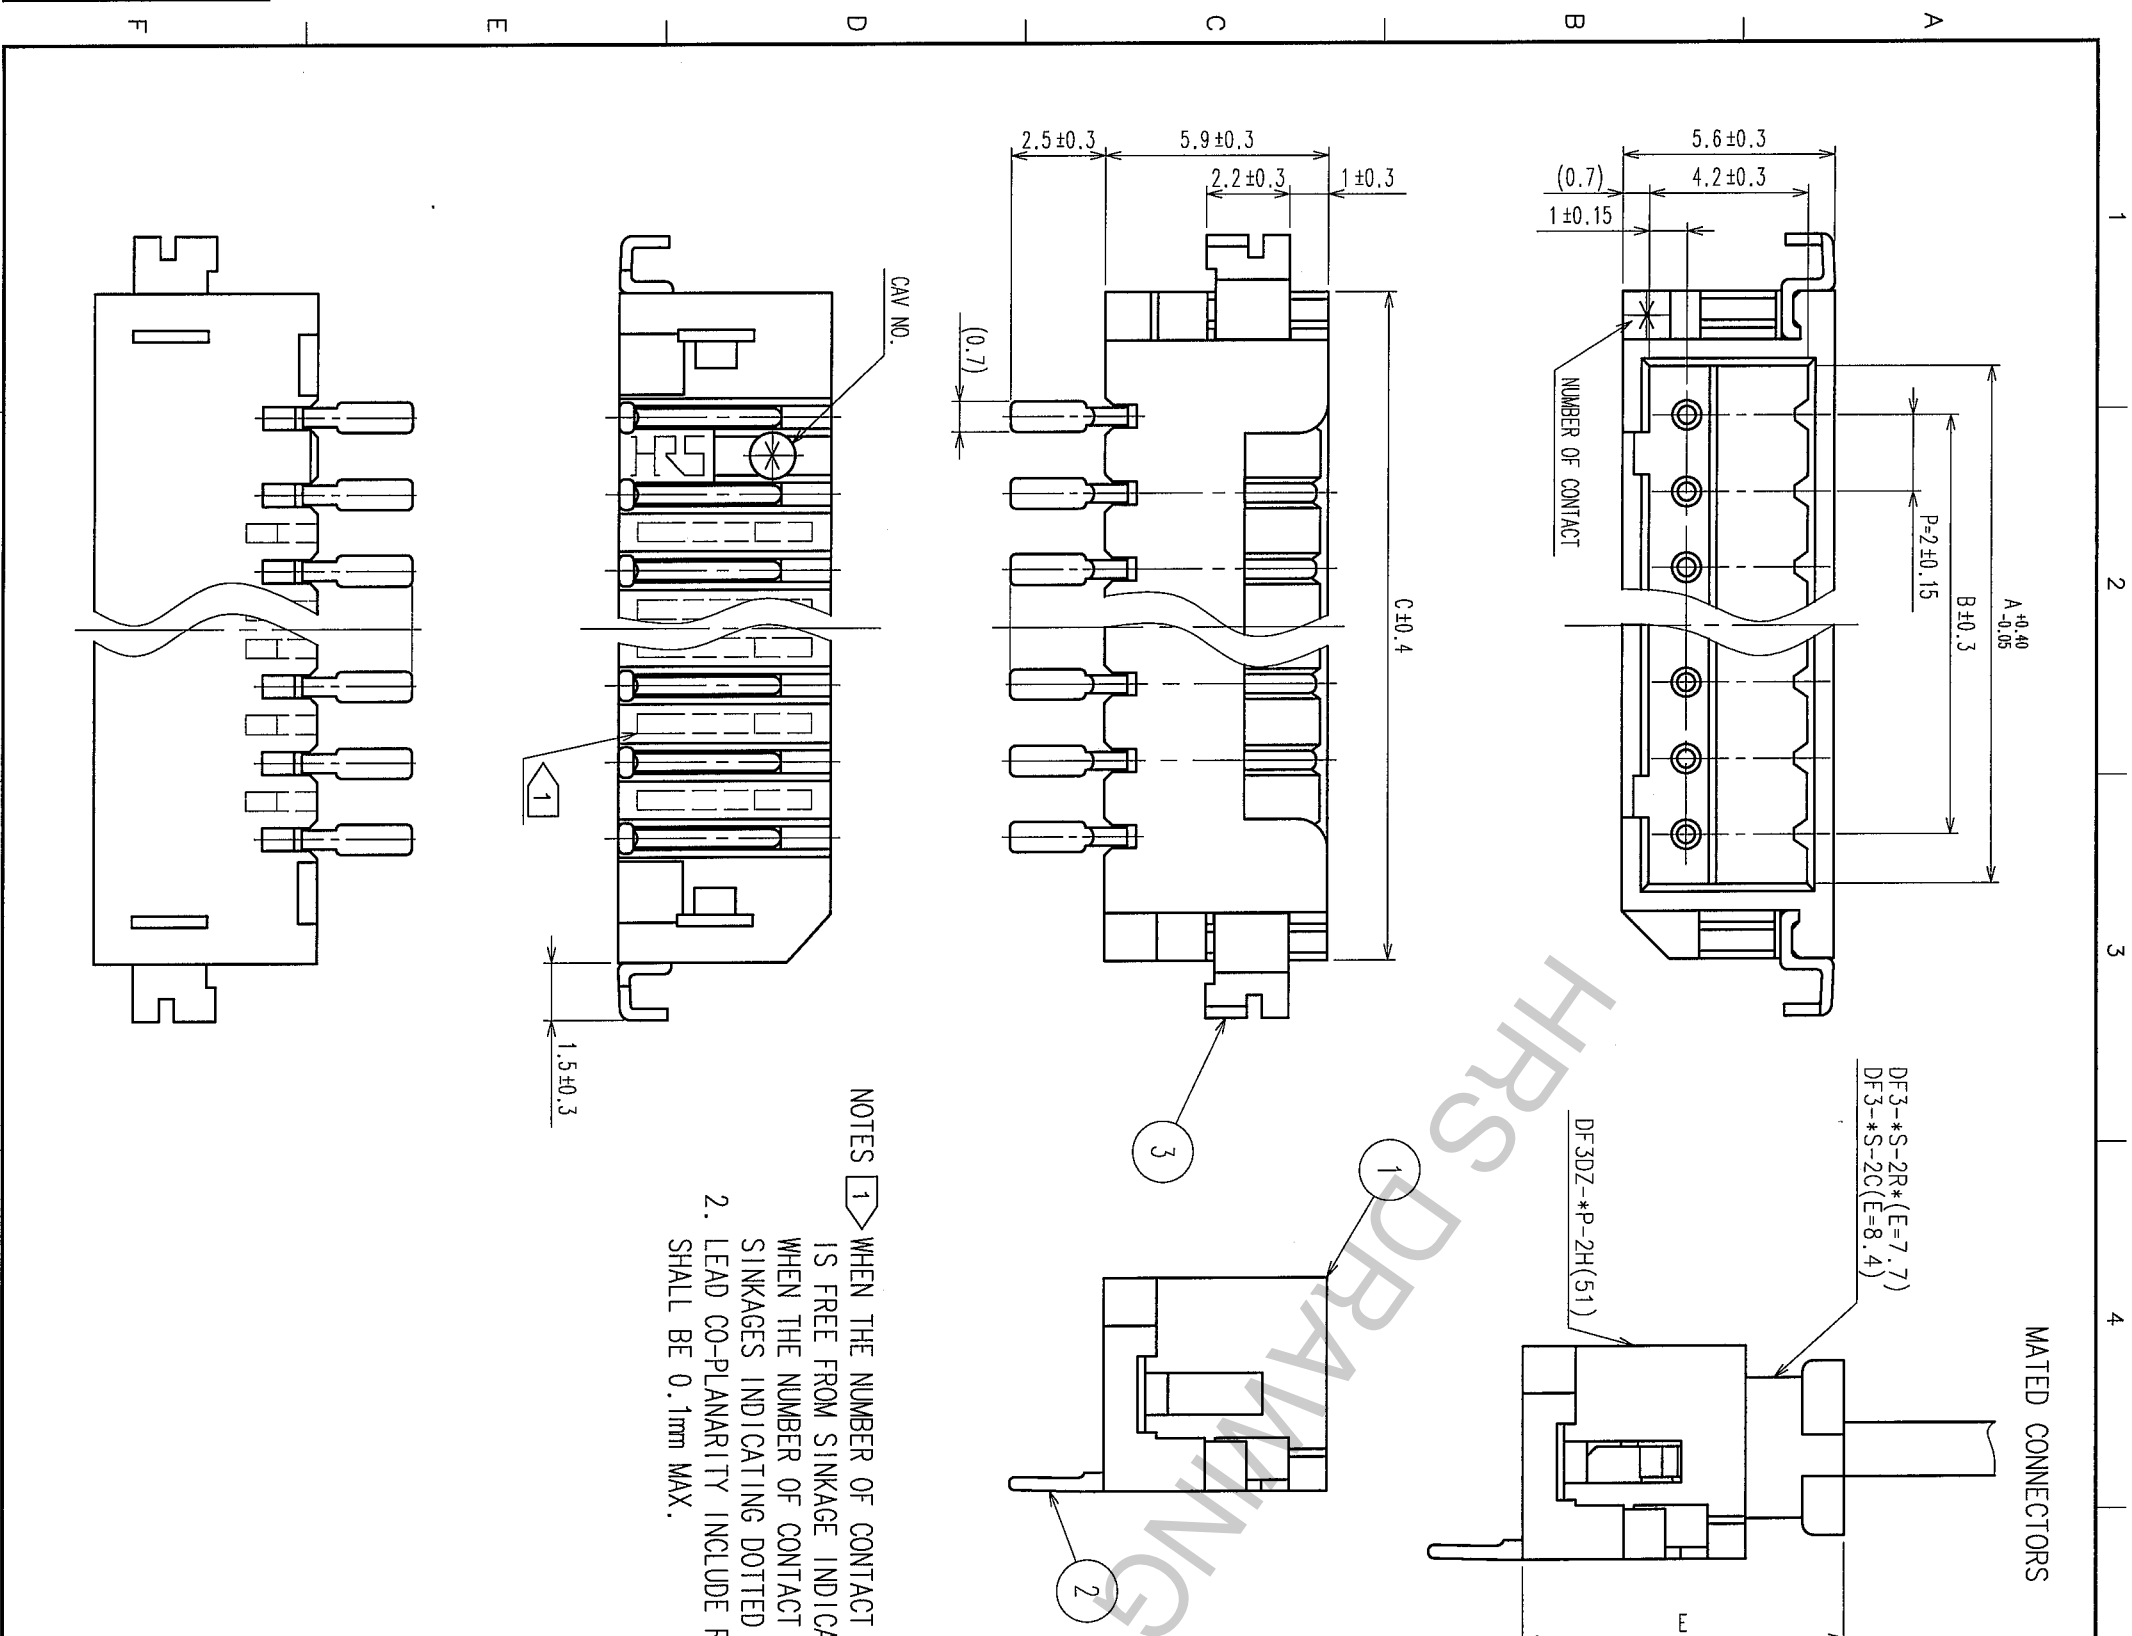 F E D C B A
1
2
3
4
2.5±0.3
5.9±0.3
2.2±0.3
1±0.3
5.6±0.3
(0.7)
4.2±0.3
1±0.15
NUMBER OF CONTACT
P=2±0.15
B±0.3
A +0.40 -0.05
C±0.4
(0.7)
CAV NO.
HS
1
1.5±0.3
3
1
2
HRS DRAWING
MATED CONNECTORS
DF3-*S-2R*(E=7.7)
DF3-*S-2C(E=8.4)
DF3DZ-*P-2H(51)
E
NOTES 1 WHEN THE NUMBER OF CONTACT
IS FREE FROM SINKAGE
WHEN THE NUMBER OF CONTACT
SINKAGES INDICATING DOTTED
2. LEAD CO-PLANARITY INCLUDE
SHALL BE 0.1mm MAX.